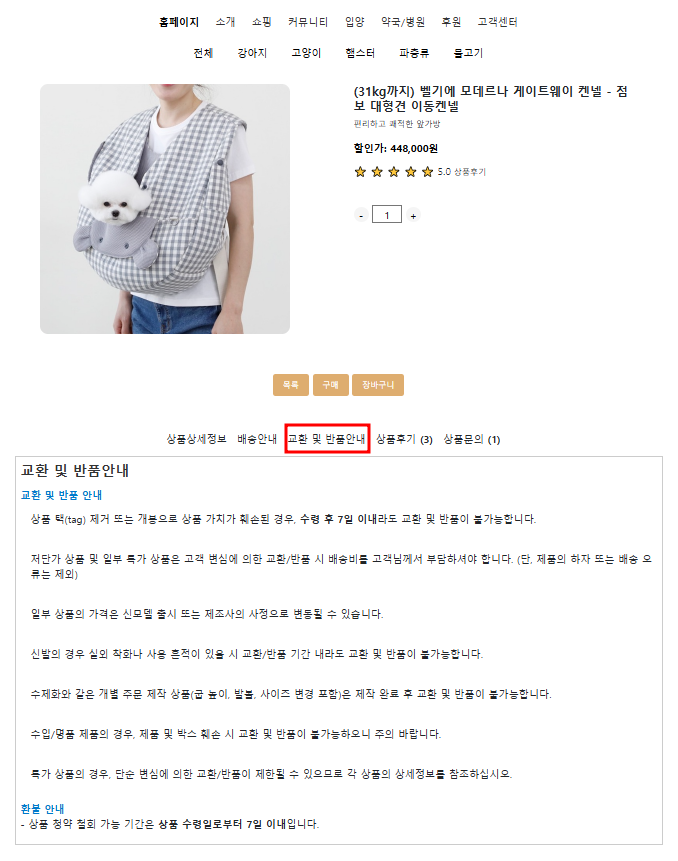 홈페이지 소개 쇼핑 커뮤니티 입양 약국/병원 후원 고객센터
전체 강아지 고양이 햄스터 파충류 물고기
(31kg까지) 벨기에 모데르나 게이트웨이 켄넬 - 점
보 대형견 이동켄넬
편리하고 쾌적한 앞가방
할인가: 448,000원
5.0 상품후기
- 1 +
목록 구매 장바구니
상품상세정보 배송안내 교환 및 반품안내 상품후기 (3) 상품문의 (1)
교환 및 반품안내
교환 및 반품 안내
상품 택(tag) 제거 또는 개봉으로 상품 가치가 훼손된 경우, 수령 후 7일 이내라도 교환 및 반품이 불가능합니다.
저단가 상품 및 일부 특가 상품은 고객 변심에 의한 교환/반품 시 배송비를 고객님께서 부담하셔야 합니다. (단, 제품의 하자 또는 배송 오
류는 제외)
일부 상품의 가격은 신모델 출시 또는 제조사의 사정으로 변동될 수 있습니다.
신발의 경우 실외 착화나 사용 흔적이 있을 시 교환/반품 기간 내라도 교환 및 반품이 불가능합니다.
수제화와 같은 개별 주문 제작 상품(굽 높이, 발볼, 사이즈 변경 포함)은 제작 완료 후 교환 및 반품이 불가능합니다.
수입/명품 제품의 경우, 제품 및 박스 훼손 시 교환 및 반품이 불가능하오니 주의 바랍니다.
특가 상품의 경우, 단순 변심에 의한 교환/반품이 제한될 수 있으므로 각 상품의 상세정보를 참조하십시오.
환불 안내
- 상품 청약 철회 가능 기간은 상품 수령일로부터 7일 이내입니다.